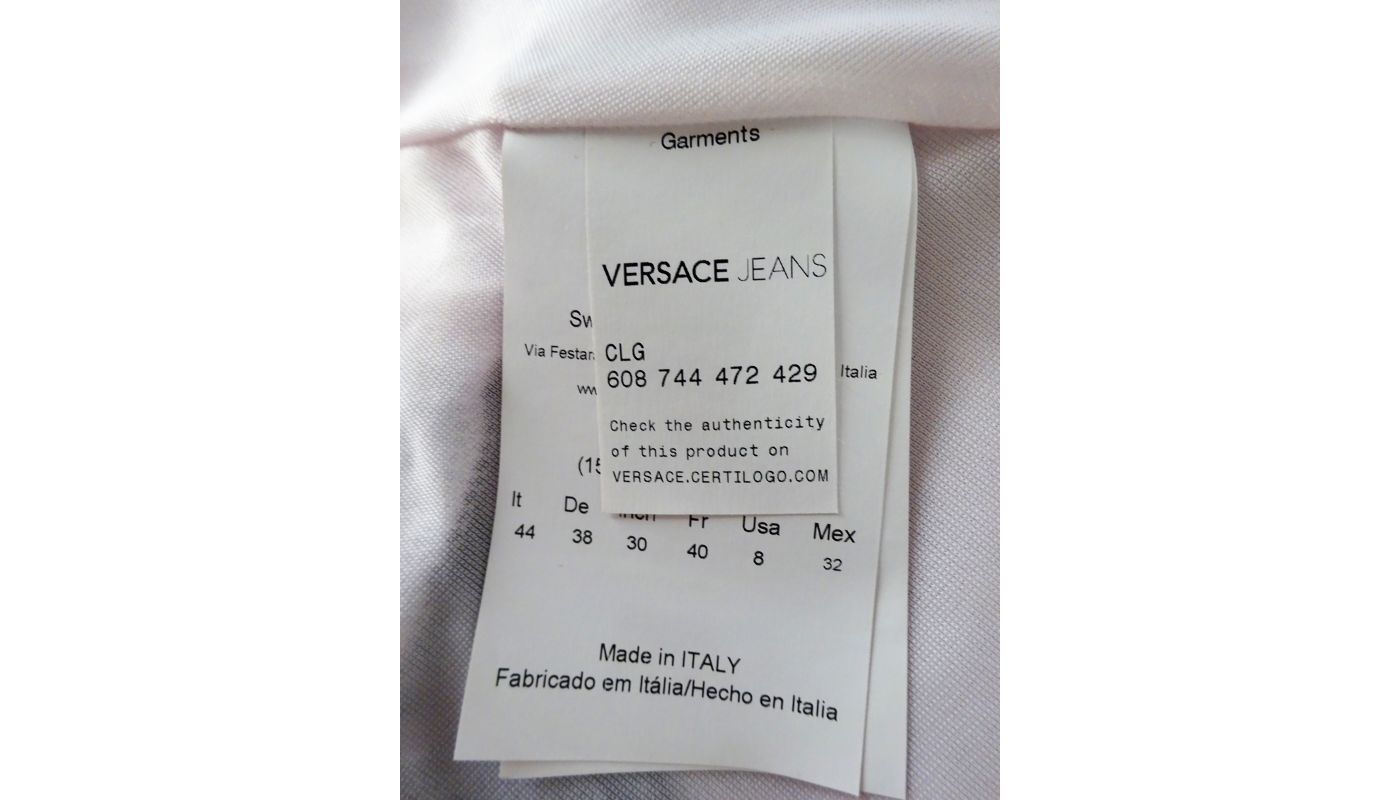 Garments
VERSACE JEANS
CLG
608 744 472 429
Check the authenticity
of this product on
VERSACE.CERTILOGO.COM
Via
Italia
It De Fr Usa Mex
44 38 30 40 8 32
Made in ITALY
Fabricado em Itália/Hecho en Italia